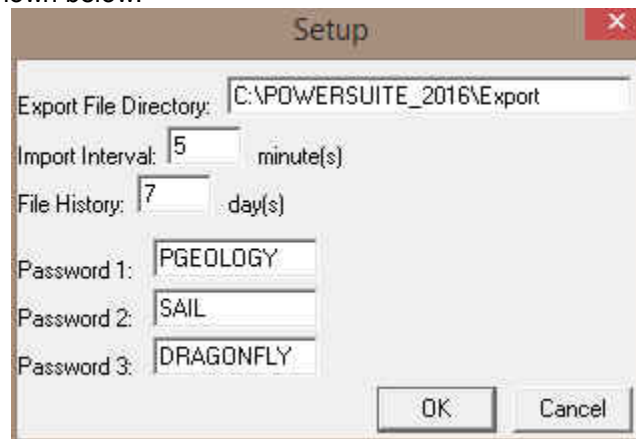 Setup
Export File Directory: C:\POWERSUITE_2016\Export
Import Interval: 5 minute(s)
File History: 7 day(s)
Password 1: PGEOLOGY
Password 2: SAIL
Password 3: DRAGONFLY
OK Cancel